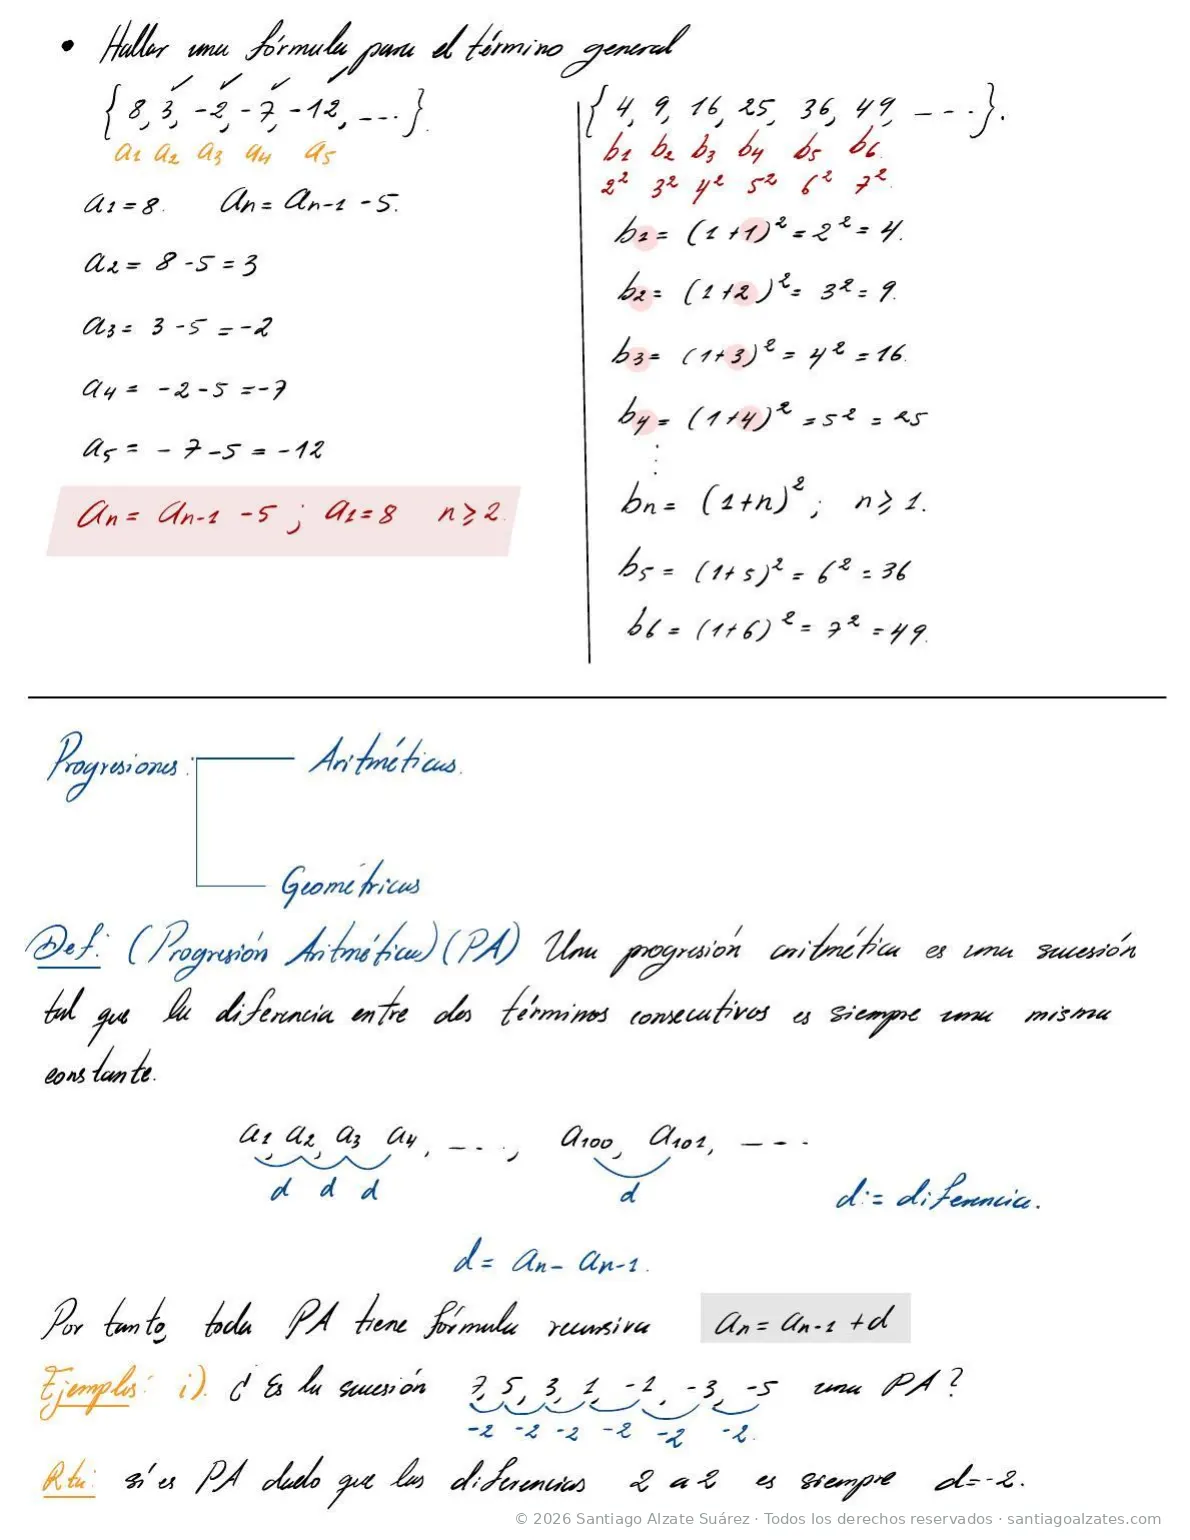 • Hallar una fórmula para el término general
{8, 3, -2, -7, -12, ....}.
a1 a2 a3 a4 a5
a1 = 8. an = an-1 - 5.
a2 = 8 - 5 = 3
a3 = 3 - 5 = -2
a4 = -2 - 5 = -7
a5 = -7 - 5 = -12
an = an-1 - 5 ; a1 = 8 n ≥ 2.
{4, 9, 16, 25, 36, 49, ....}.
b1 b2 b3 b4 b5 b6.
2² 3² 4² 5² 6² 7².
b1 = (1+1)² = 2² = 4.
b2 = (1+2)² = 3² = 9.
b3 = (1+3)² = 4² = 16.
b4 = (1+4)² = 5² = 25
⋮
bn = (1+n)² ; n ≥ 1.
b5 = (1+5)² = 6² = 36
b6 = (1+6)² = 7² = 49.
Progresiones: Aritméticas.
Geométricas
Def: (Progresión Aritmética) (PA) Una progresión aritmética es una sucesión
tal que la diferencia entre dos términos consecutivos es siempre una misma
constante.
a1, a2, a3 a4, ...., a100, a101, ....
d d d d
d := diferencia.
d = an - an-1.
Por tanto, toda PA tiene fórmula recursiva an = an-1 + d
Ejemplos: i). ¿Es la sucesión 7, 5, 3, 1, -1, -3, -5 una PA?
-2 -2 -2 -2 -2 -2.
Rta: sí es PA dado que las diferencias 2 a 2 es siempre d = -2.
© 2026 Santiago Alzate Suárez · Todos los derechos reservados · santiagoalzates.com